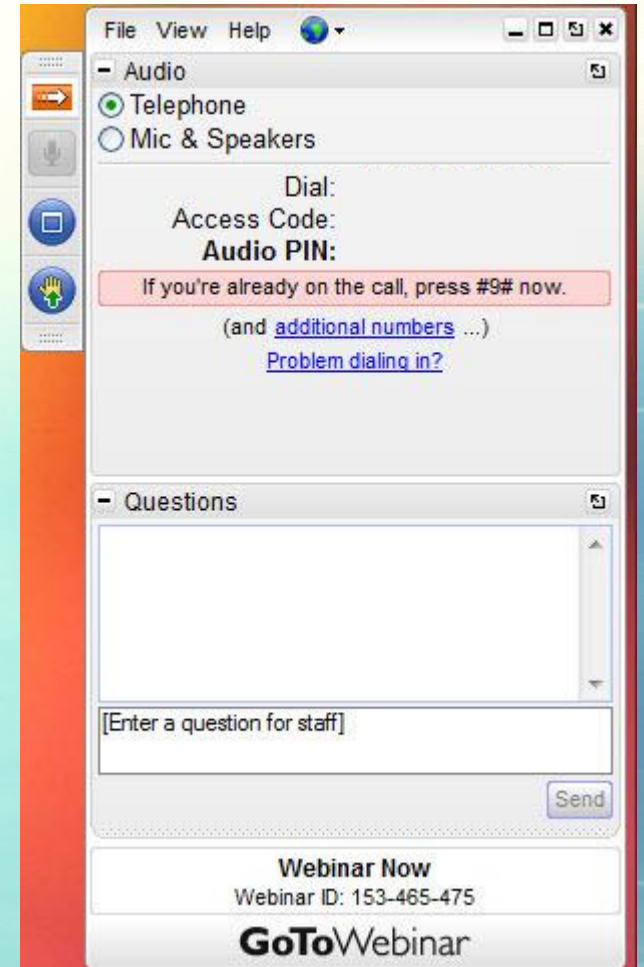 File View Help
Audio
Telephone
Mic & Speakers
Dial:
Access Code:
Audio PIN:
If you're already on the call, press #9# now.
(and additional numbers ...)
Problem dialing in?
Questions
[Enter a question for staff]
Send
Webinar Now
Webinar ID: 153-465-475
GoToWebinar